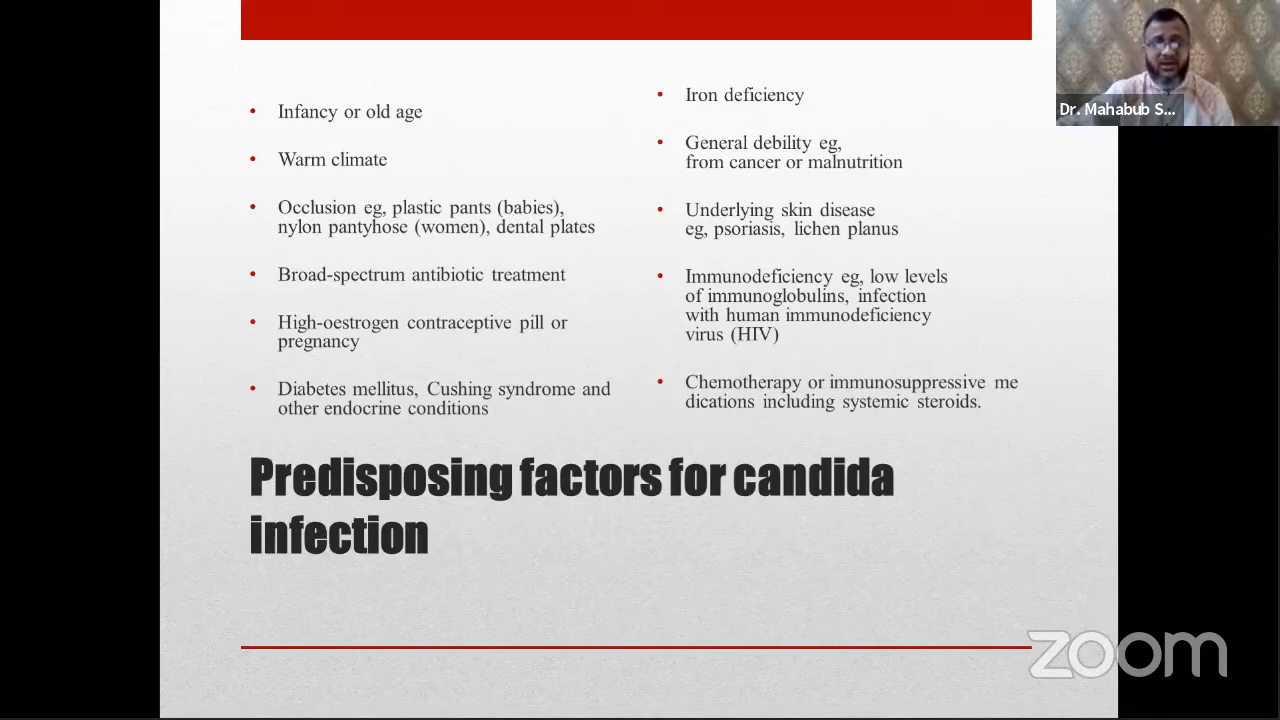 Infancy or old age
Warm climate
Occlusion eg, plastic pants (babies),
nylon pantyhose (women), dental plates
Broad-spectrum antibiotic treatment
High-oestrogen contraceptive pill or
pregnancy
Diabetes mellitus, Cushing syndrome and
other endocrine conditions
Iron deficiency
General debility eg,
from cancer or malnutrition
Underlying skin disease
eg, psoriasis, lichen planus
Immunodeficiency eg, low levels
of immunoglobulins, infection
with human immunodeficiency
virus (HIV)
Chemotherapy or immunosuppressive me
dications including systemic steroids.
Predisposing factors for candida
infection
Dr. Mahabub S...
zoom